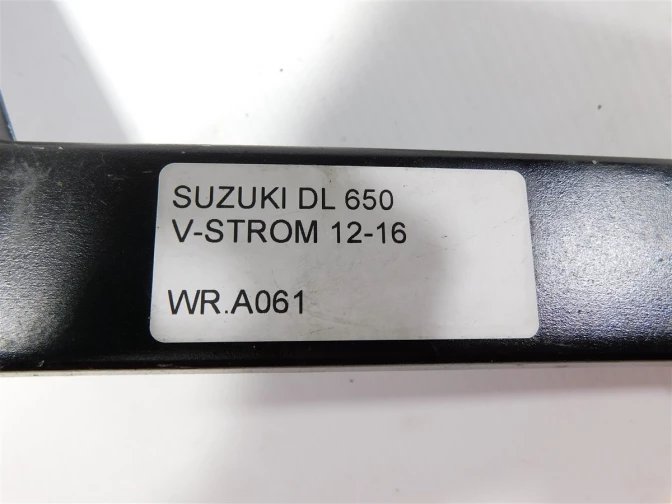 SUZUKI DL 650
V-STROM 12-16
WR.A061